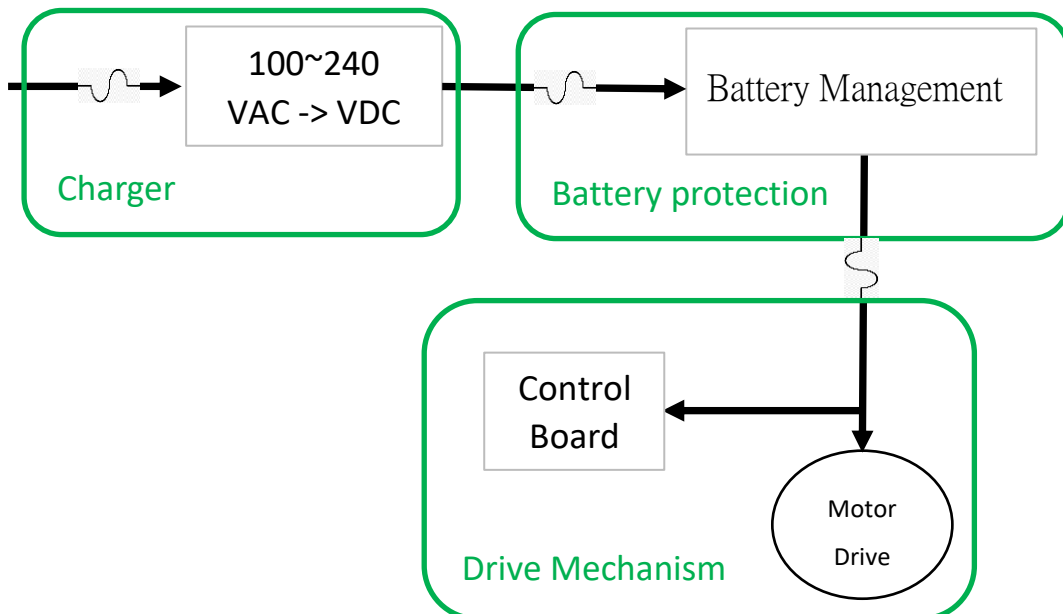 100~240
VAC -> VDC
Charger
Battery Management
Battery protection
Control
Board
Motor
Drive
Drive Mechanism